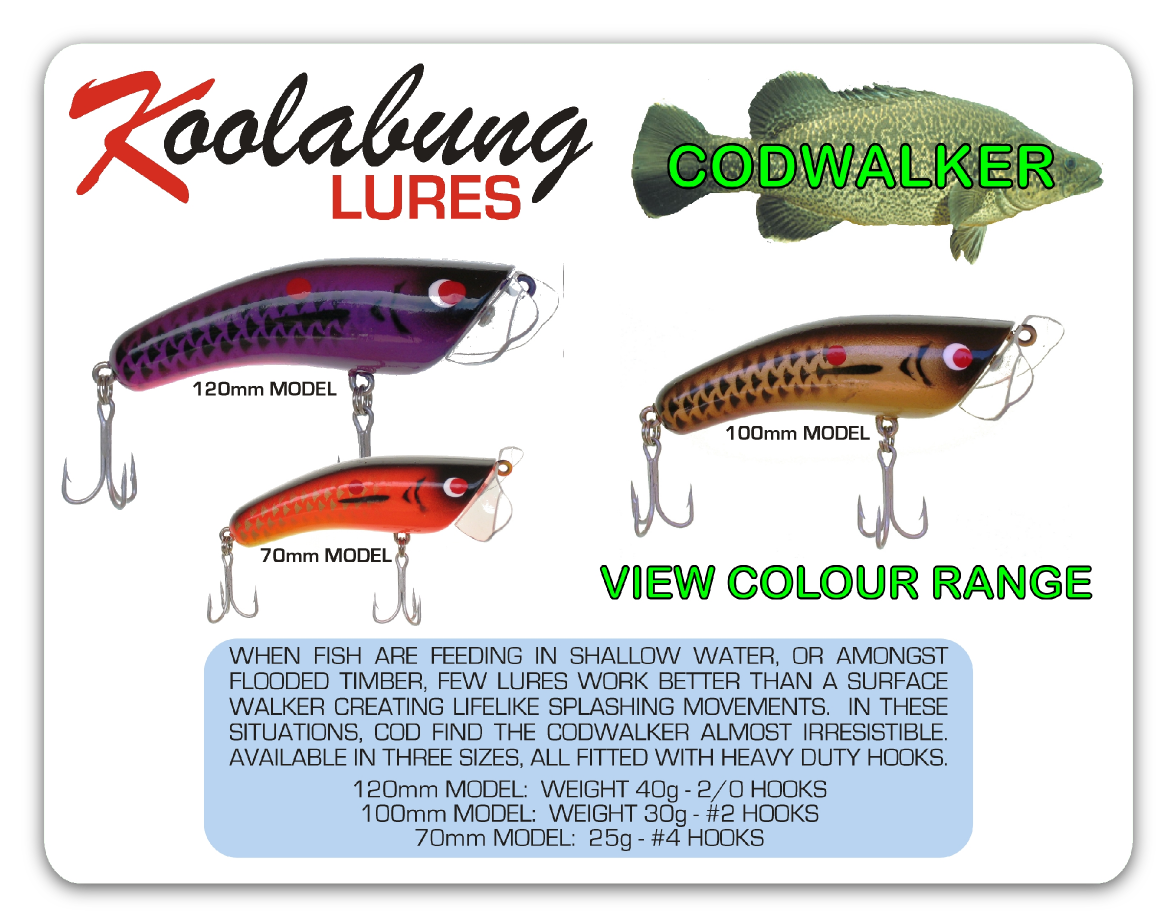 Koolabung
LURES
CODWALKER
120mm MODEL
100mm MODEL
70mm MODEL
VIEW COLOUR RANGE
WHEN FISH ARE FEEDING IN SHALLOW WATER, OR AMONGST
FLOODED TIMBER, FEW LURES WORK BETTER THAN A SURFACE
WALKER CREATING LIFELIKE SPLASHING MOVEMENTS. IN THESE
SITUATIONS, COD FIND THE CODWALKER ALMOST IRRESISTIBLE.
AVAILABLE IN THREE SIZES, ALL FITTED WITH HEAVY DUTY HOOKS.
120mm MODEL: WEIGHT 40g - 2/0 HOOKS
100mm MODEL: WEIGHT 30g - #2 HOOKS
70mm MODEL: 25g - #4 HOOKS